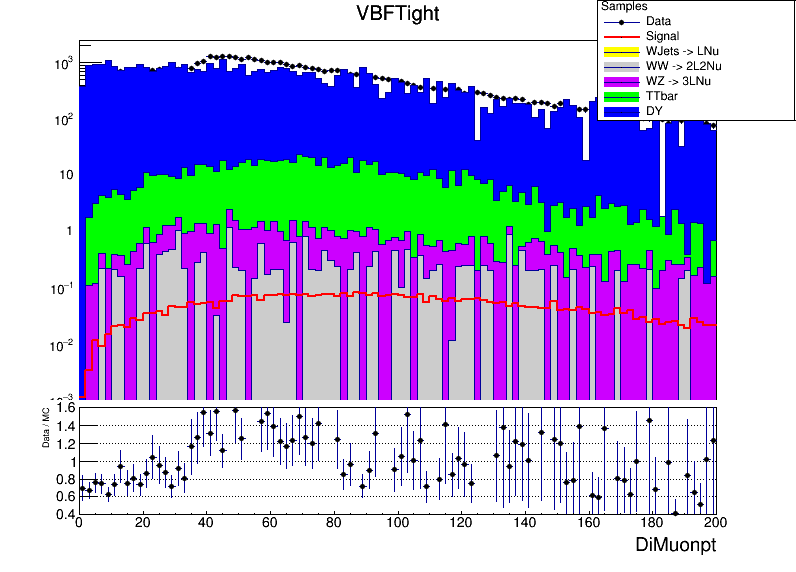 VBFTight
Samples
Data
Signal
WJets -> LNu
WW -> 2L2Nu
WZ -> 3LNu
TTbar
DY
10³
10²
10
1
10⁻¹
10⁻²
10⁻³
Data / MC
1.6
1.4
1.2
1
0.8
0.6
0.4
0 20 40 60 80 100 120 140 160 180 200
DiMuonpt